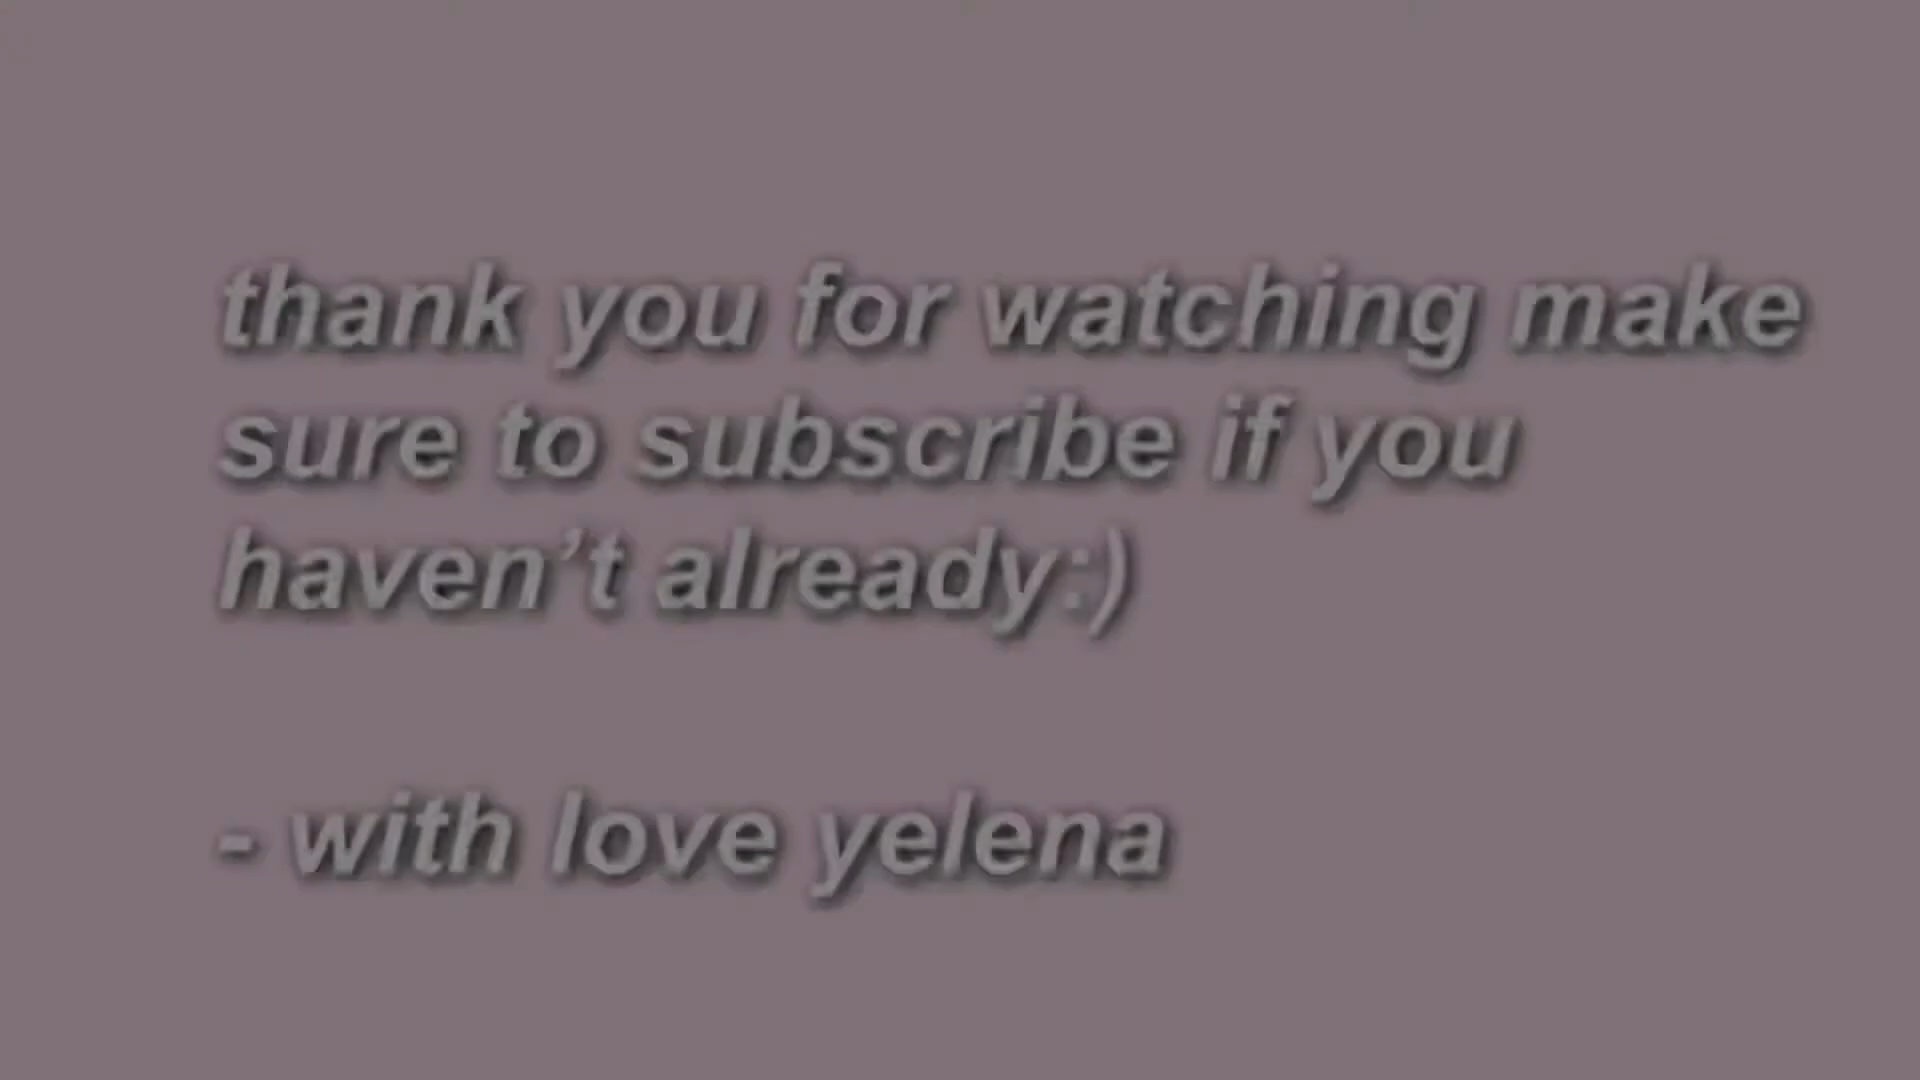 thank you for watching make
sure to subscribe if you
haven’t already:)
- with love yelena